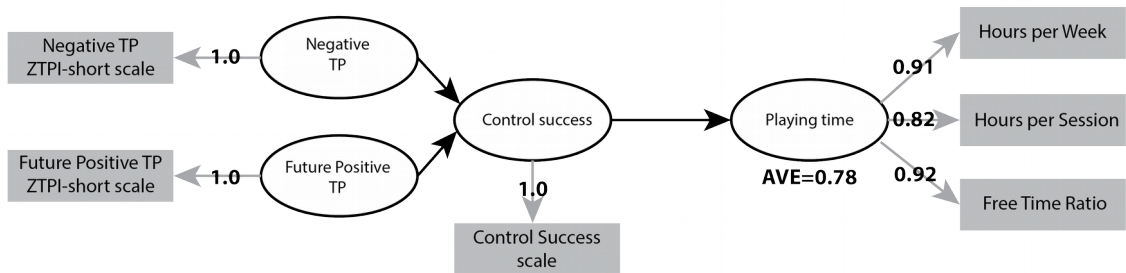 Negative TP
ZTPI-short scale
1.0
Negative
TP
Future Positive TP
ZTPI-short scale
1.0
Future Positive
TP
Control success
1.0
Control Success
scale
Playing time
AVE=0.78
0.91
Hours per Week
0.82
Hours per Session
0.92
Free Time Ratio